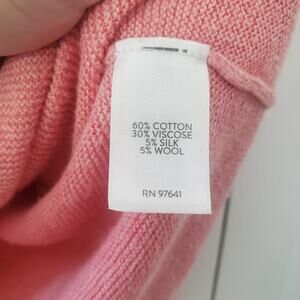 60% COTTON
30% VISCOSE
5% SILK
5% WOOL
RN 97641